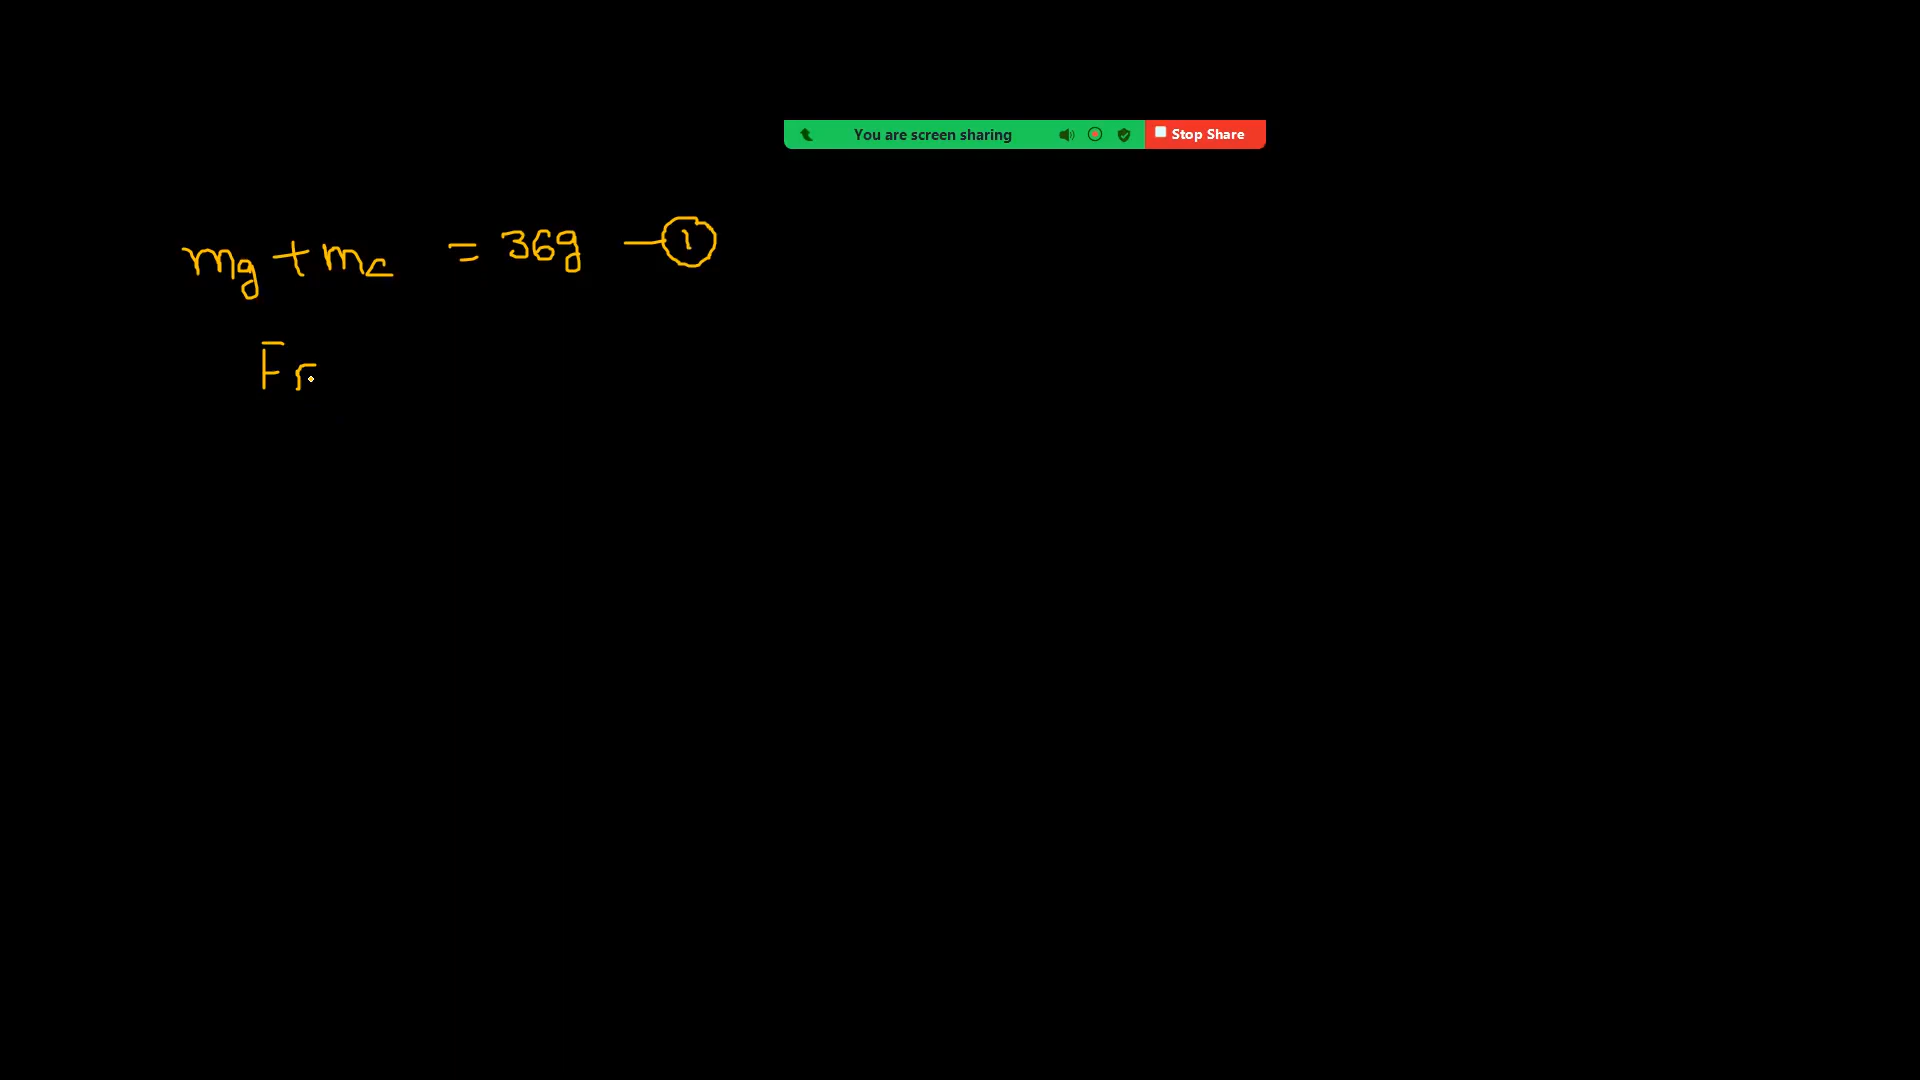 You are screen sharing Stop Share
mg + mc = 36g — ①
Fr